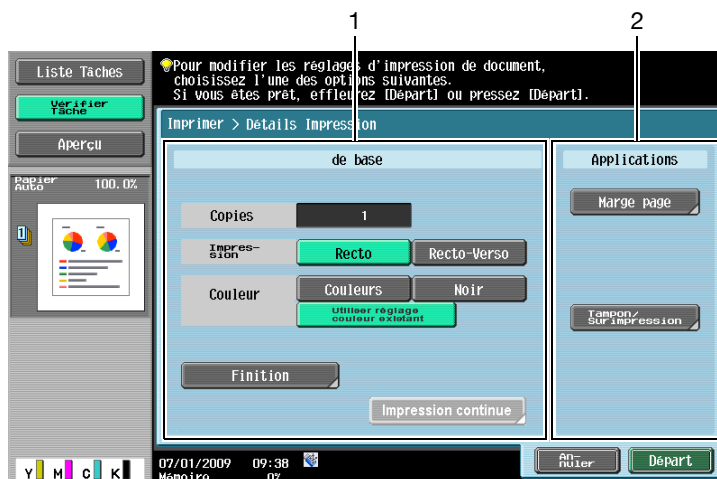 1
2
Liste Tâches
Vérifier
Tâche
Aperçu
Papier
Auto
100.0%
1
Y M C K
Pour modifier les réglages d'impression de document,
choisissez l'une des options suivantes.
Si vous êtes prêt, effleurez [Départ] ou pressez [Départ].
Imprimer > Détails Impression
de base
Copies
1
Impres-
sion
Recto
Recto-Verso
Couleur
Couleurs
Noir
Utiliser réglage
couleur existant
Finition
Impression continue
Applications
Marge page
Tampon/
Surimpression
07/01/2009 09:38
Mémoire 0%
An-
nuler
Départ